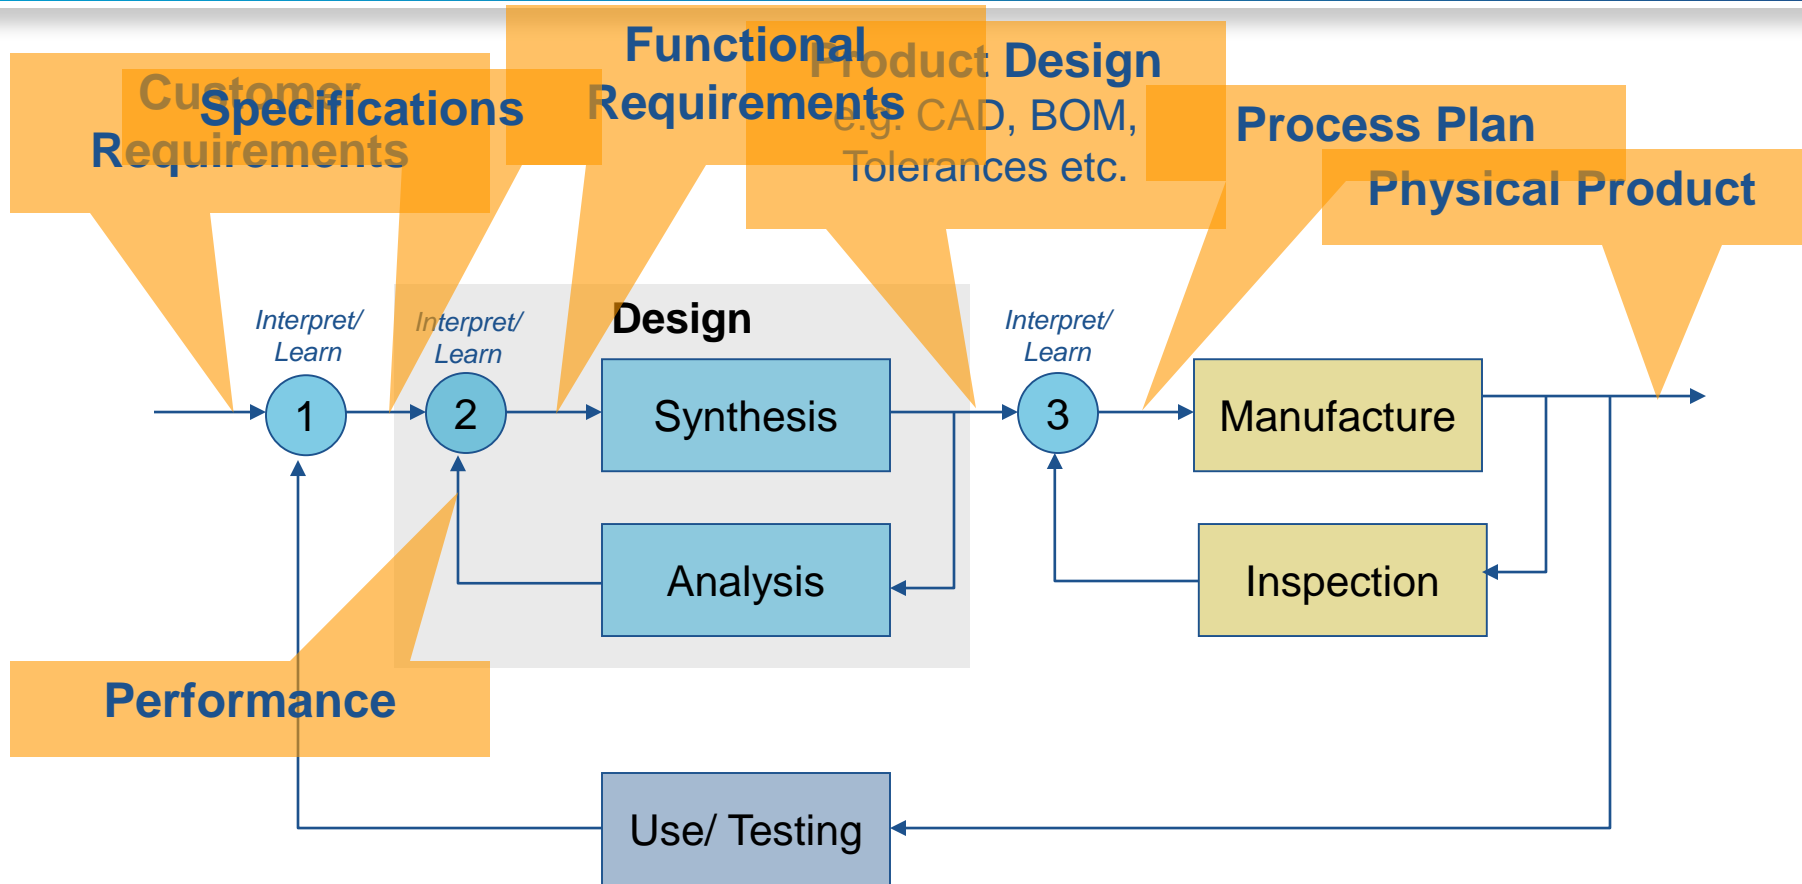 Customer
Requirements
Specifications
Functional
Requirements
Product Design
e.g. CAD, BOM,
Tolerances etc.
Process Plan
Physical Product
Interpret/
Learn
Interpret/
Learn
Design
Interpret/
Learn
1
2
Synthesis
3
Manufacture
Analysis
Inspection
Performance
Use/ Testing